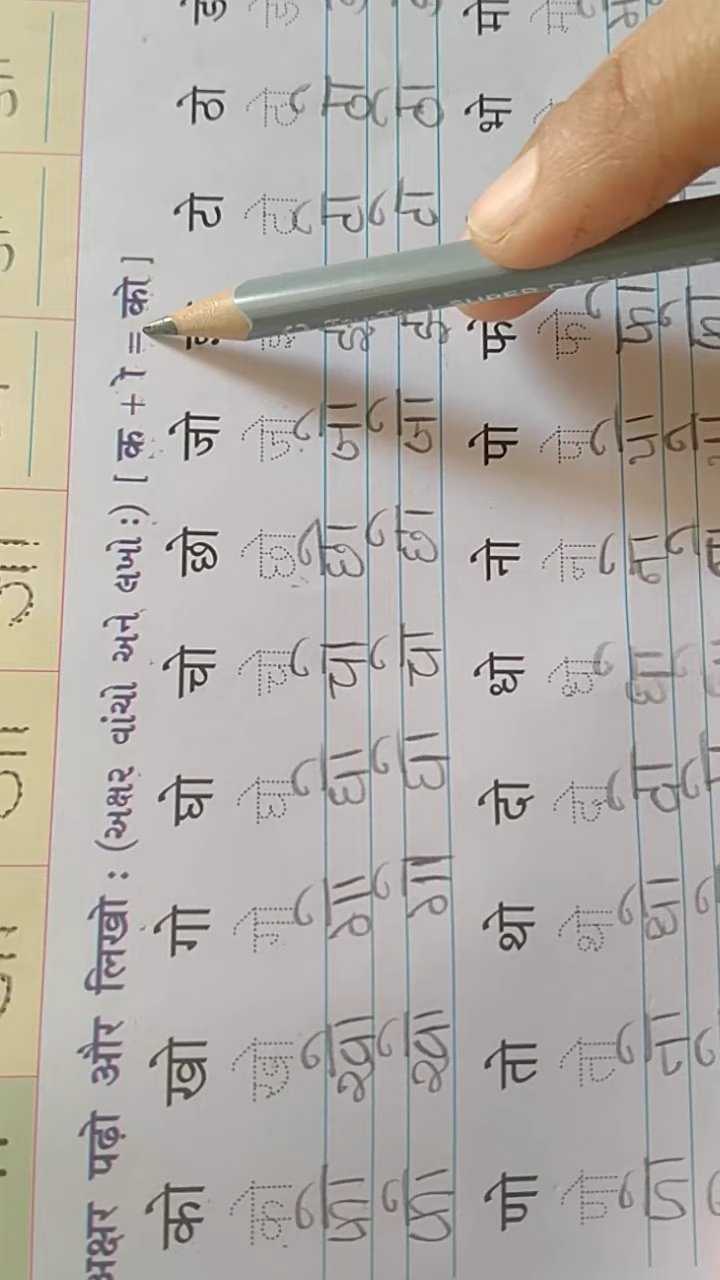 अक्षर पढ़ो और लिखो : (અક્ષર વાંચો અને લખો :) [ क + ो = को ]
को खो गो घो चो छो जो टो ठो
को खो गो घो चो छो जो टो ठो
को खो गो घो चो छो जो टो ठो
को खो गो घो चो छो जो टो ठो
णो तो थो दो धो नो पो भो मो
णो तो थो दो धो नो पो फो
णो तो थो दो धो नो पो फो